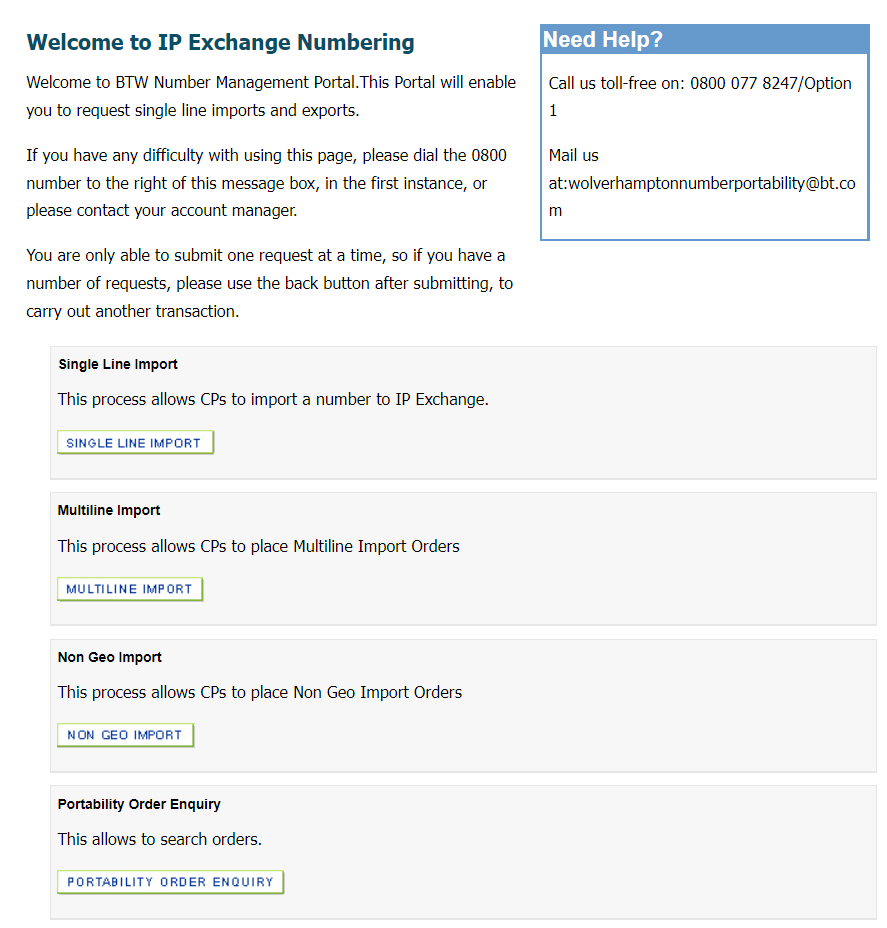 Welcome to IP Exchange Numbering
Welcome to BTW Number Management Portal.This Portal will enable
you to request single line imports and exports.
If you have any difficulty with using this page, please dial the 0800
number to the right of this message box, in the first instance, or
please contact your account manager.
You are only able to submit one request at a time, so if you have a
number of requests, please use the back button after submitting, to
carry out another transaction.
Need Help?
Call us toll-free on: 0800 077 8247/Option
1
Mail us
at:wolverhamptonnumberportability@bt.co
m
Single Line Import
This process allows CPs to import a number to IP Exchange.
SINGLE LINE IMPORT
Multiline Import
This process allows CPs to place Multiline Import Orders
MULTILINE IMPORT
Non Geo Import
This process allows CPs to place Non Geo Import Orders
NON GEO IMPORT
Portability Order Enquiry
This allows to search orders.
PORTABILITY ORDER ENQUIRY